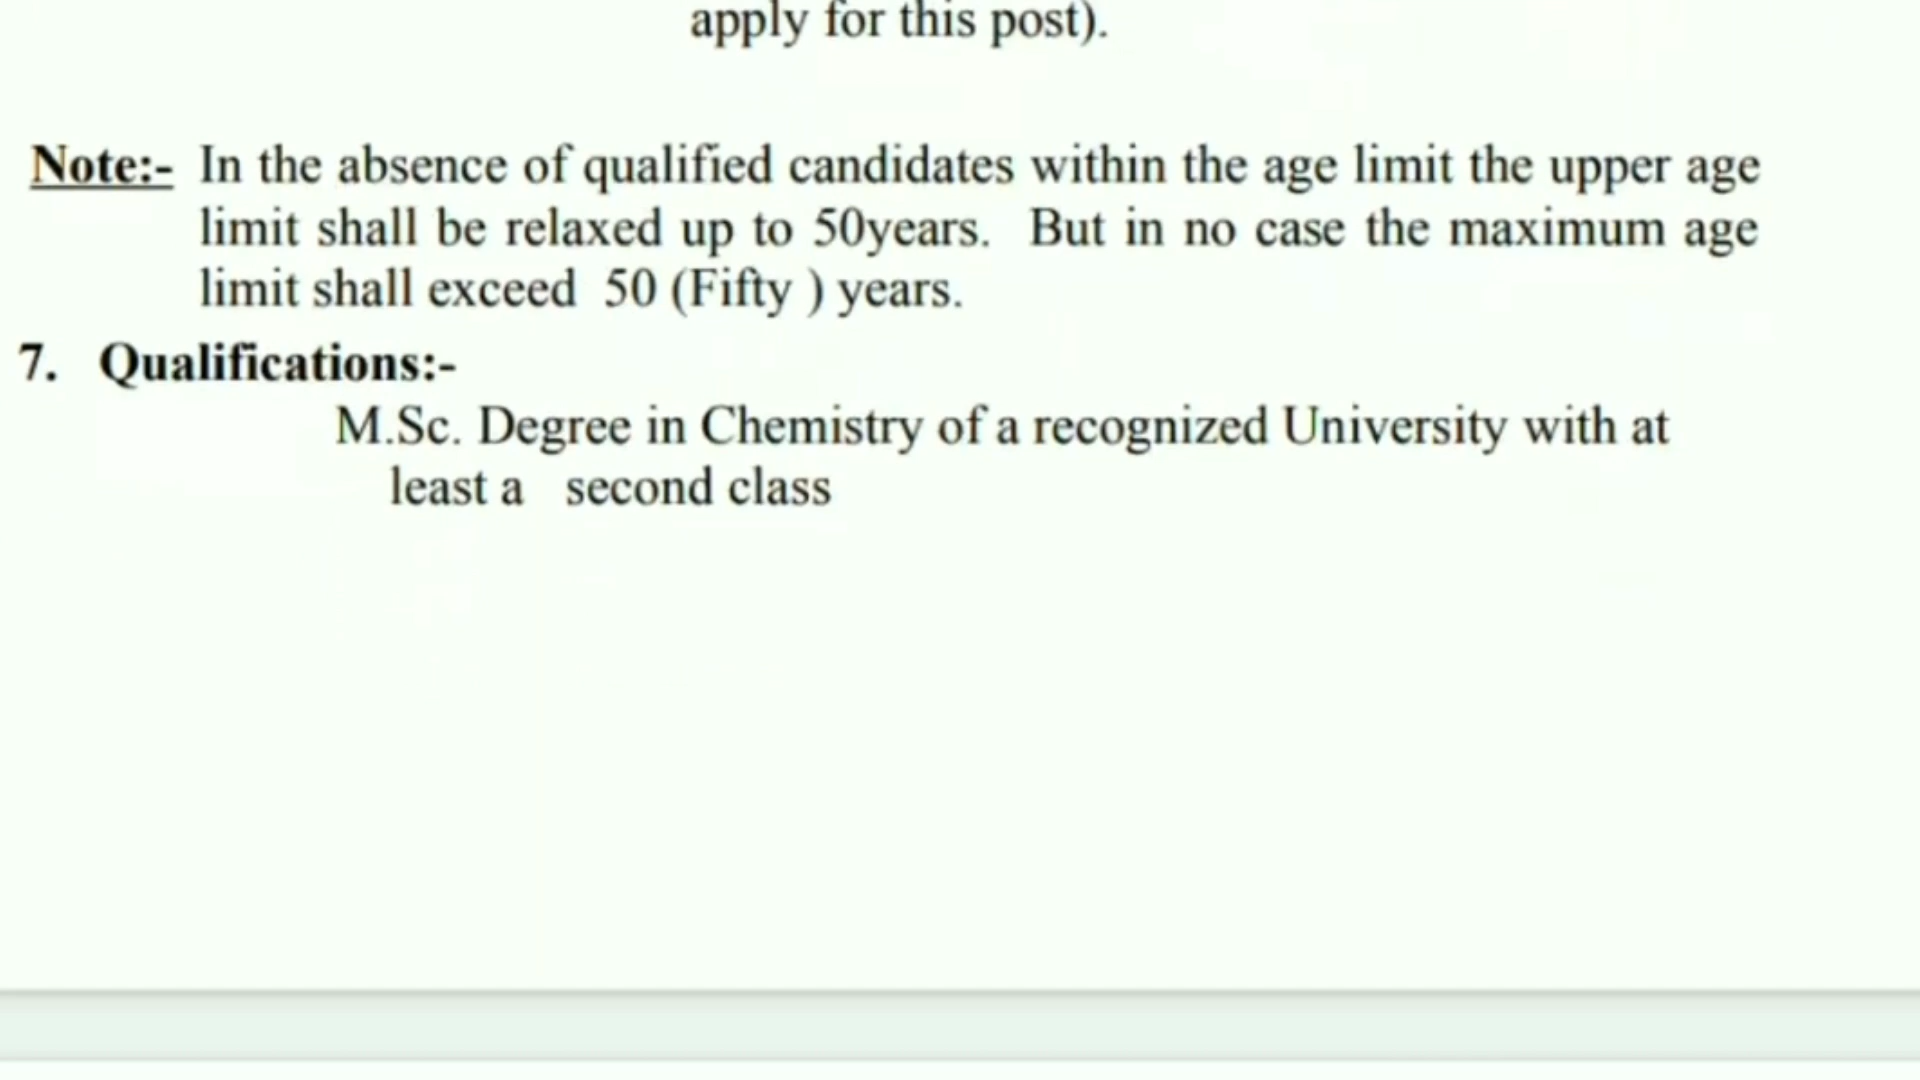 apply for this post).
Note:- In the absence of qualified candidates within the age limit the upper age
limit shall be relaxed up to 50years. But in no case the maximum age
limit shall exceed 50 (Fifty ) years.
7. Qualifications:-
M.Sc. Degree in Chemistry of a recognized University with at
least a second class